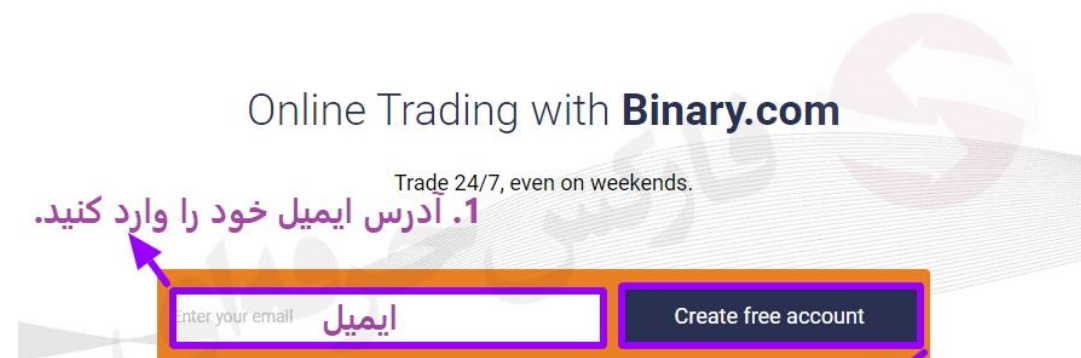 Online Trading with Binary.com
Trade 24/7, even on weekends.
1. آدرس ایمیل خود را وارد کنید.
Enter your email
ایمیل
Create free account